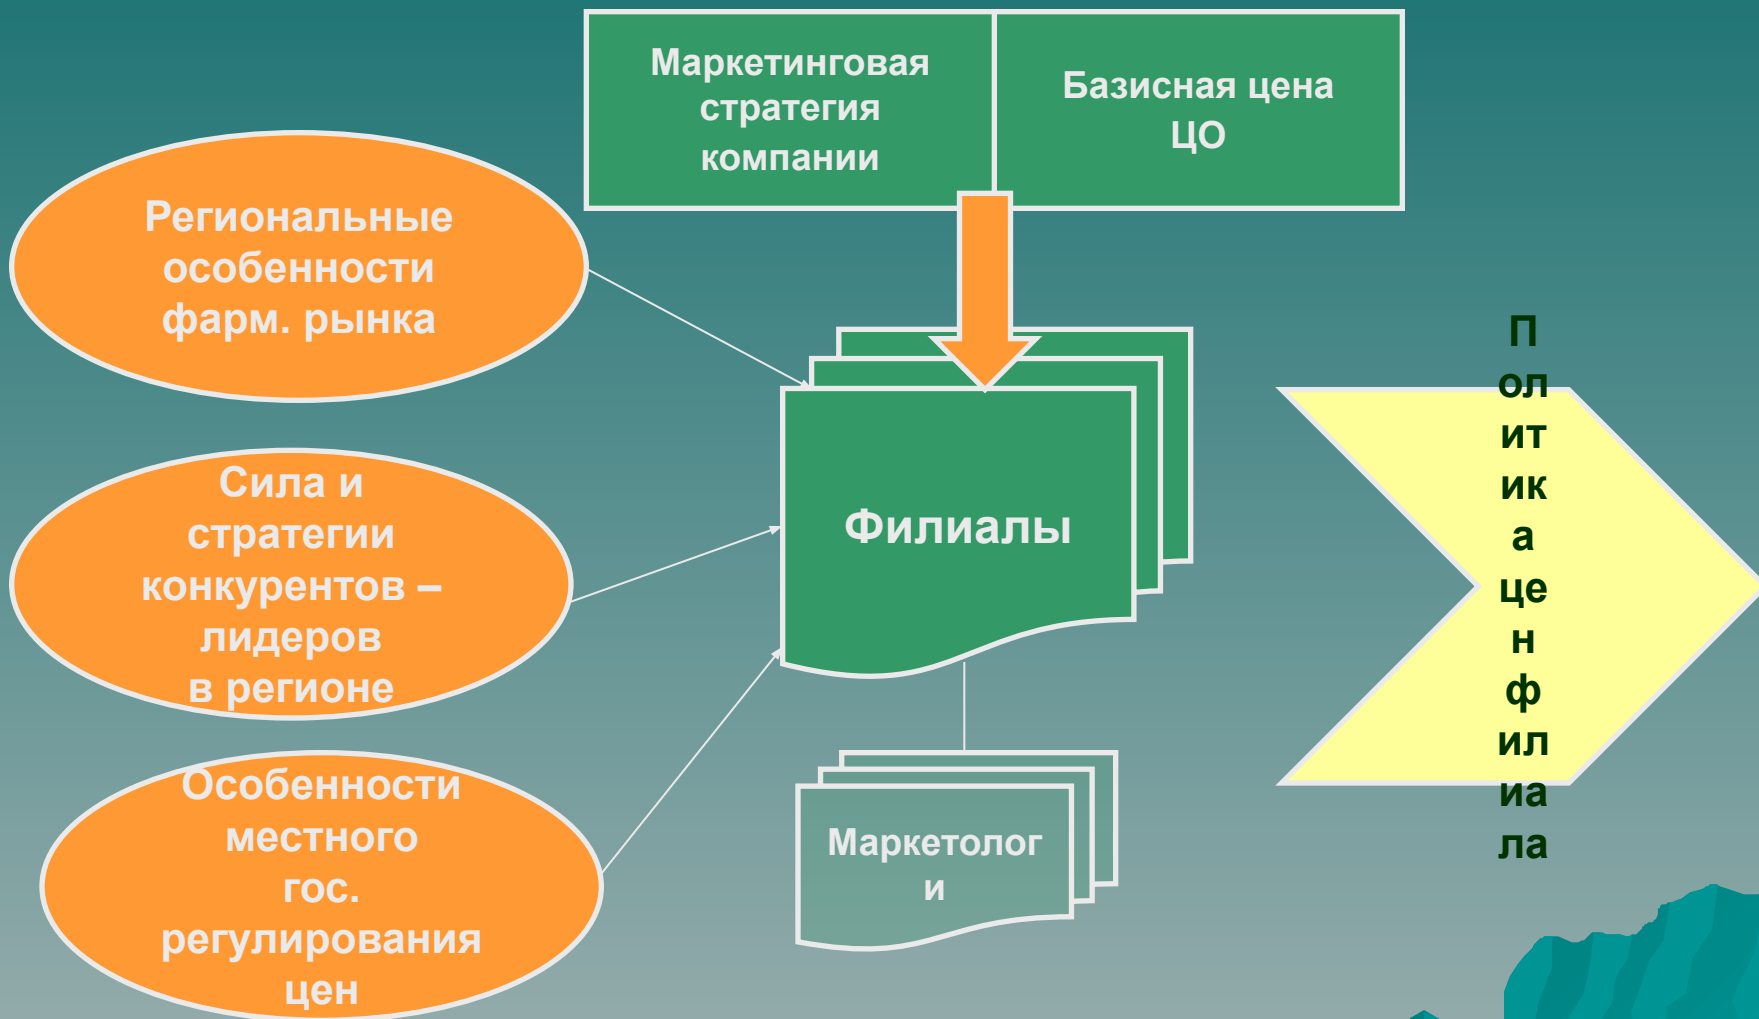 Маркетинговая
стратегия
компании
Базисная цена
ЦО
Региональные
особенности
фарм. рынка
Сила и
стратегии
конкурентов –
лидеров
в регионе
Особенности
местного
гос.
регулирования
цен
Филиалы
Маркетолог
и
П
ол
ит
ик
а
це
н
ф
ил
иа
ла